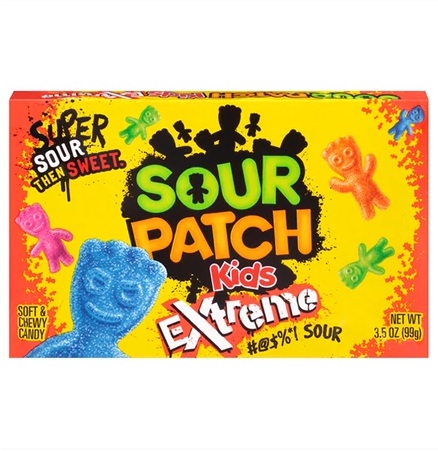 SUPER
SOUR
THEN SWEET.
SOUR
PATCH
Kids
EXtreme
#@$%*! SOUR
SOFT &
CHEWY
CANDY
NET WT
3.5 OZ (99g)